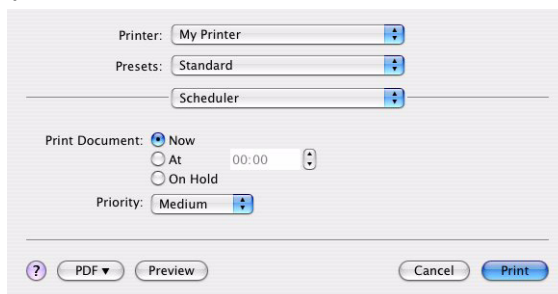 Printer: My Printer
Presets: Standard
Scheduler
Print Document: Now
At 00:00
On Hold
Priority: Medium
? PDF ▼ Preview Cancel Print